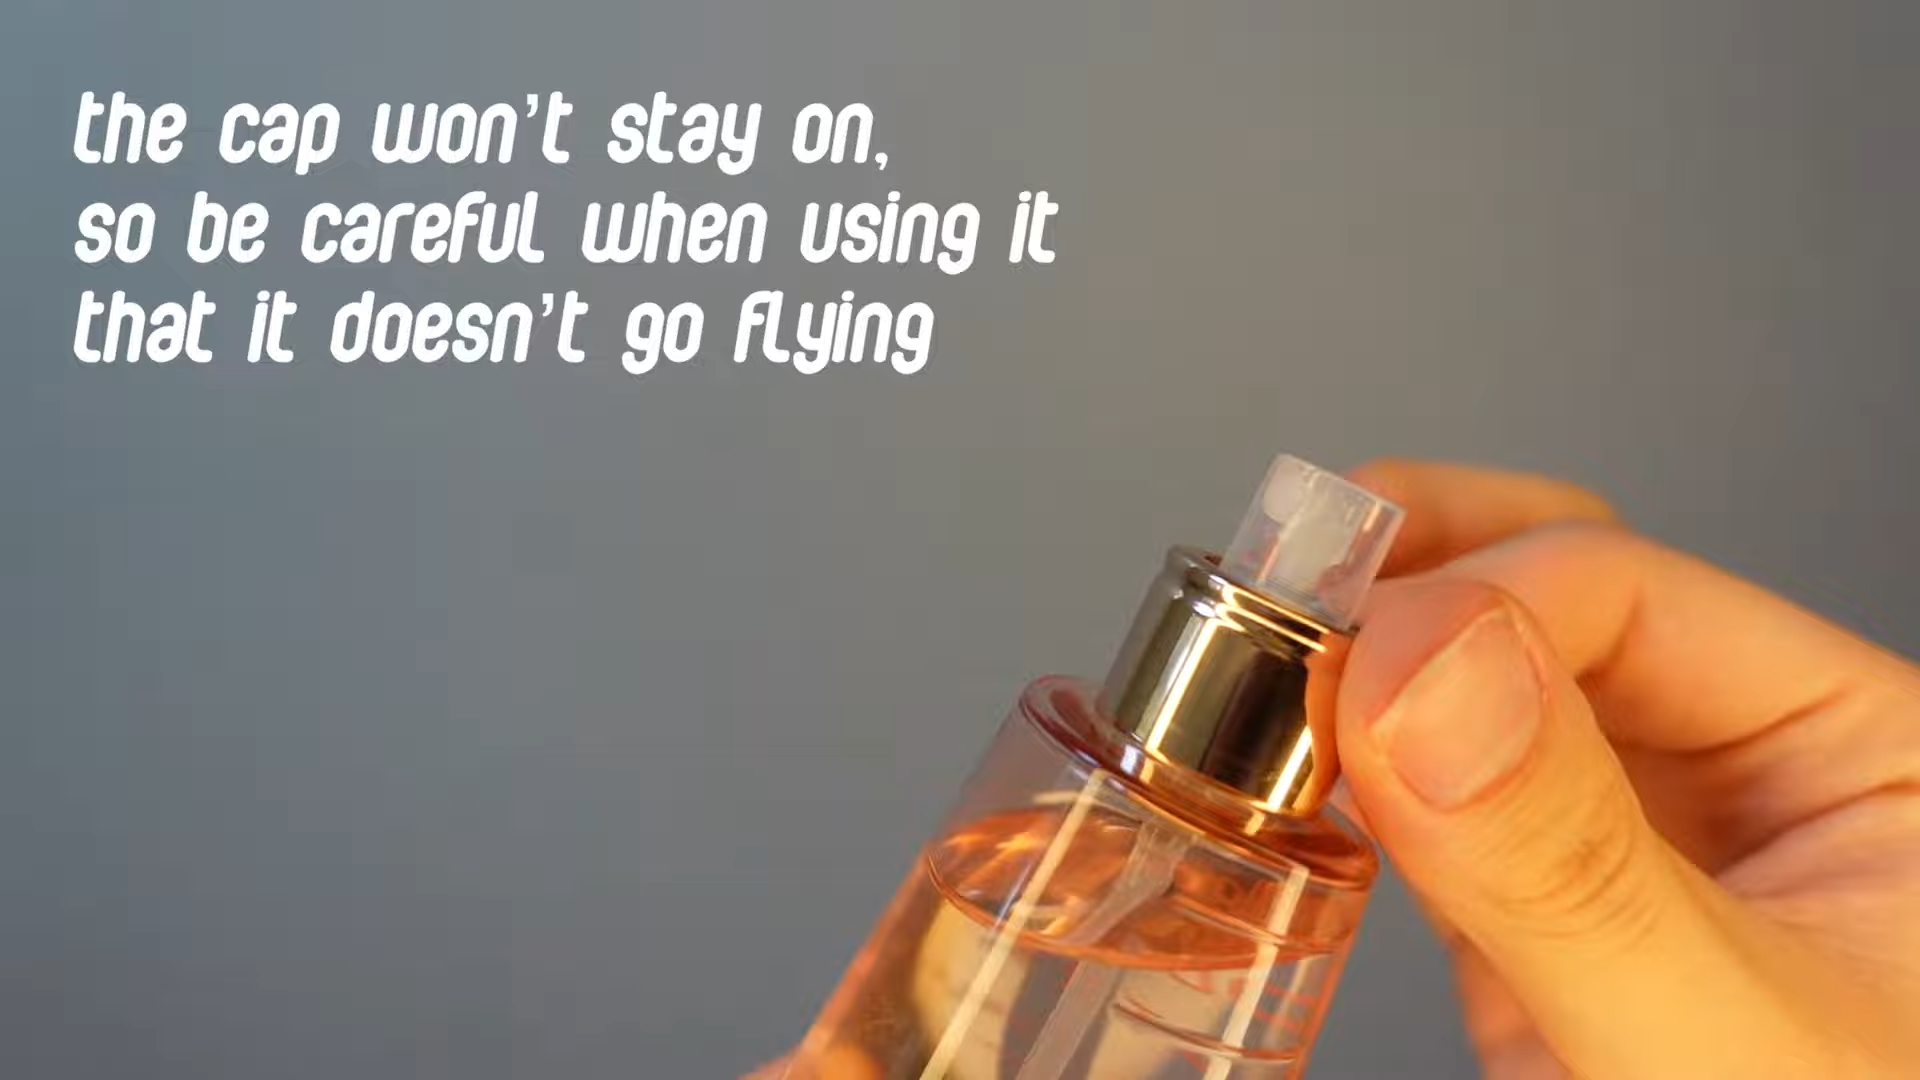 the cap won't stay on,
so be careful when using it
that it doesn't go flying